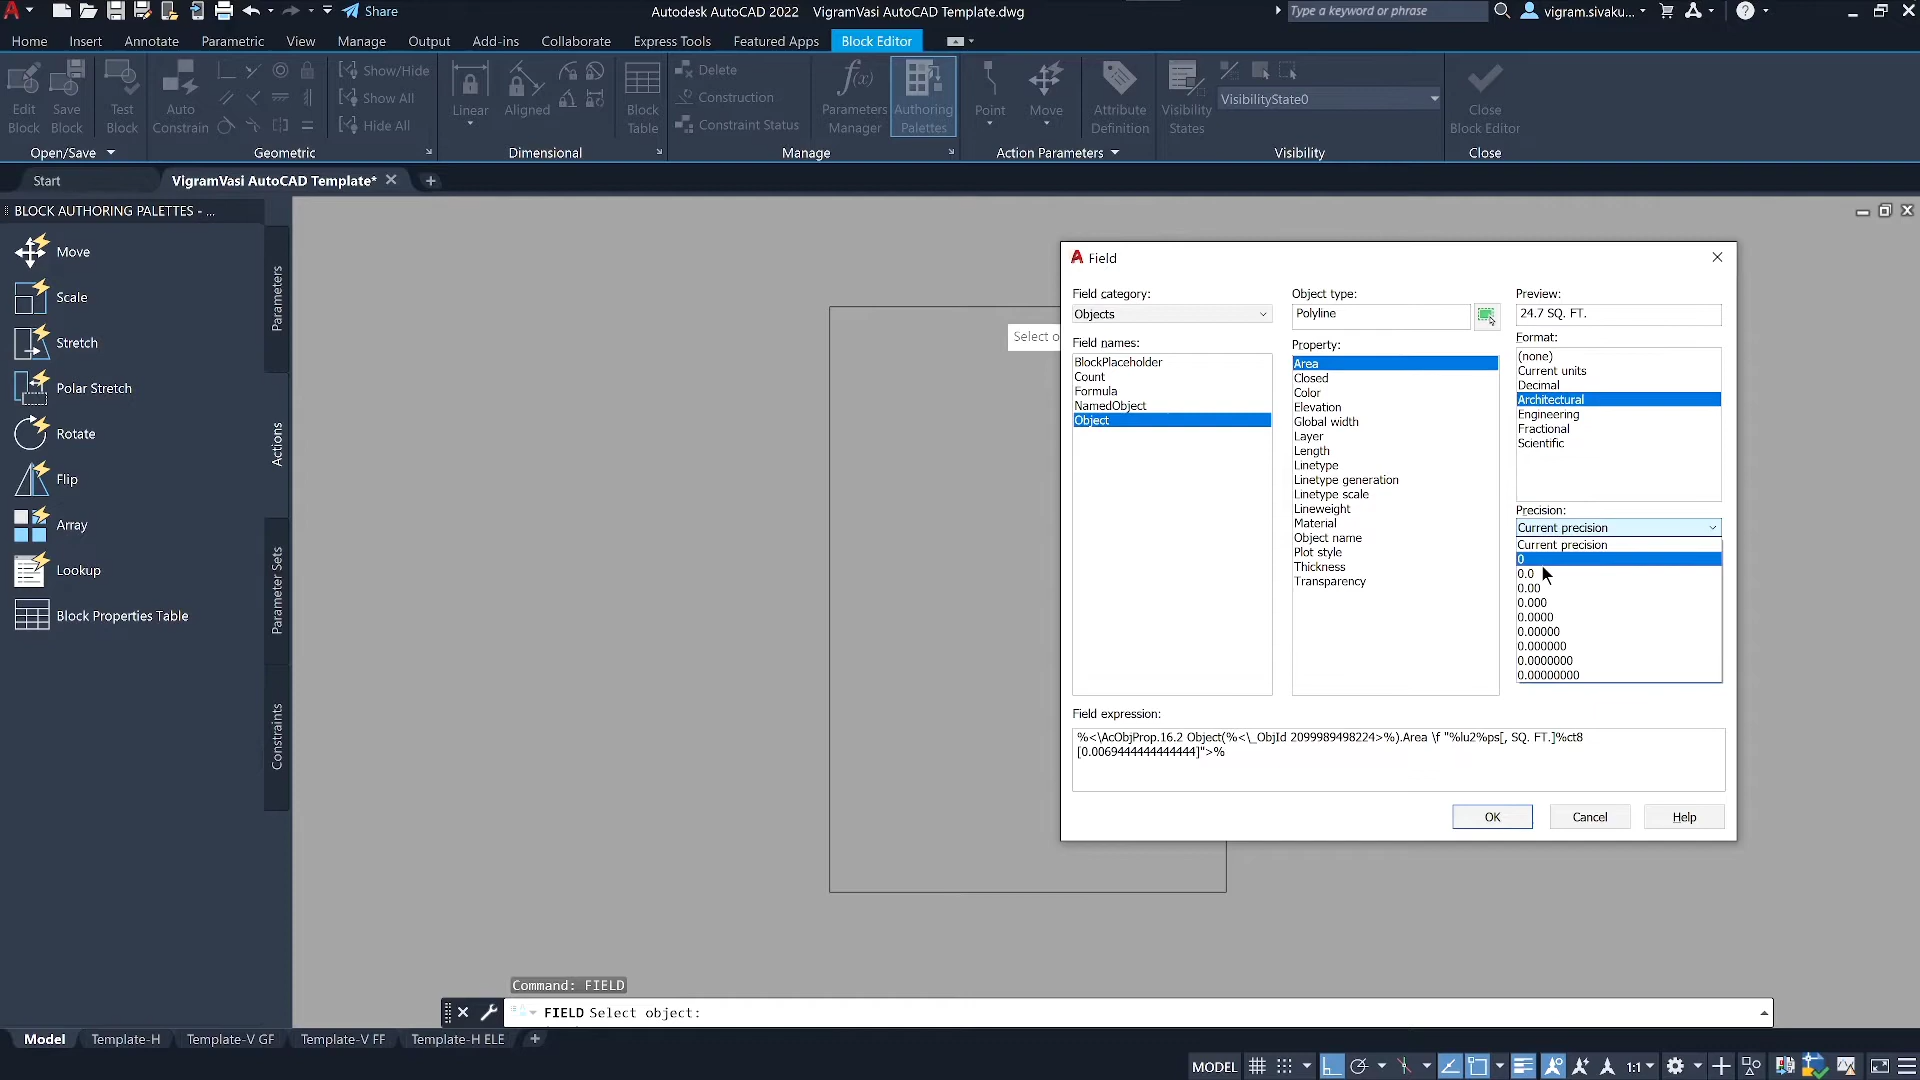 Share
Autodesk AutoCAD 2022
VigramVasi AutoCAD Template.dwg
Type a keyword or phrase
vigram.sivaku...
Home
Insert
Annotate
Parametric
View
Manage
Output
Add-ins
Collaborate
Express Tools
Featured Apps
Block Editor
Edit
Block
Save
Block
Test
Block
Auto
Constrain
Show/Hide
Show All
Hide All
Linear
Aligned
Block
Table
Delete
Construction
Constraint Status
Parameters
Manager
Authoring
Palettes
Point
Move
Attribute
Definition
Visibility
States
VisibilityState0
Close
Block Editor
Open/Save
Geometric
Dimensional
Manage
Action Parameters
Visibility
Close
Start
VigramVasi AutoCAD Template*
BLOCK AUTHORING PALETTES - ...
Move
Scale
Stretch
Polar Stretch
Rotate
Flip
Array
Lookup
Block Properties Table
Parameters
Actions
Parameter Sets
Constraints
Select o
Field
Field category:
Objects
Field names:
BlockPlaceholder
Count
Formula
NamedObject
Object
Object type:
Polyline
Property:
Area
Closed
Color
Elevation
Global width
Layer
Length
Linetype
Linetype generation
Linetype scale
Lineweight
Material
Object name
Plot style
Thickness
Transparency
Preview:
24.7 SQ. FT.
Format:
(none)
Current units
Decimal
Architectural
Engineering
Fractional
Scientific
Precision:
Current precision
Current precision
0
0.0
0.00
0.000
0.0000
0.00000
0.000000
0.0000000
0.00000000
Field expression:
%<\AcObjProp.16.2 Object(%<\_ObjId 2099989498224>%).Area \f "%lu2%ps[, SQ. FT.]%ct8
[0.0069444444444444]">%
OK
Cancel
Help
Command: FIELD
FIELD Select object:
Model
Template-H
Template-V GF
Template-V FF
Template-H ELE
MODEL
1:1